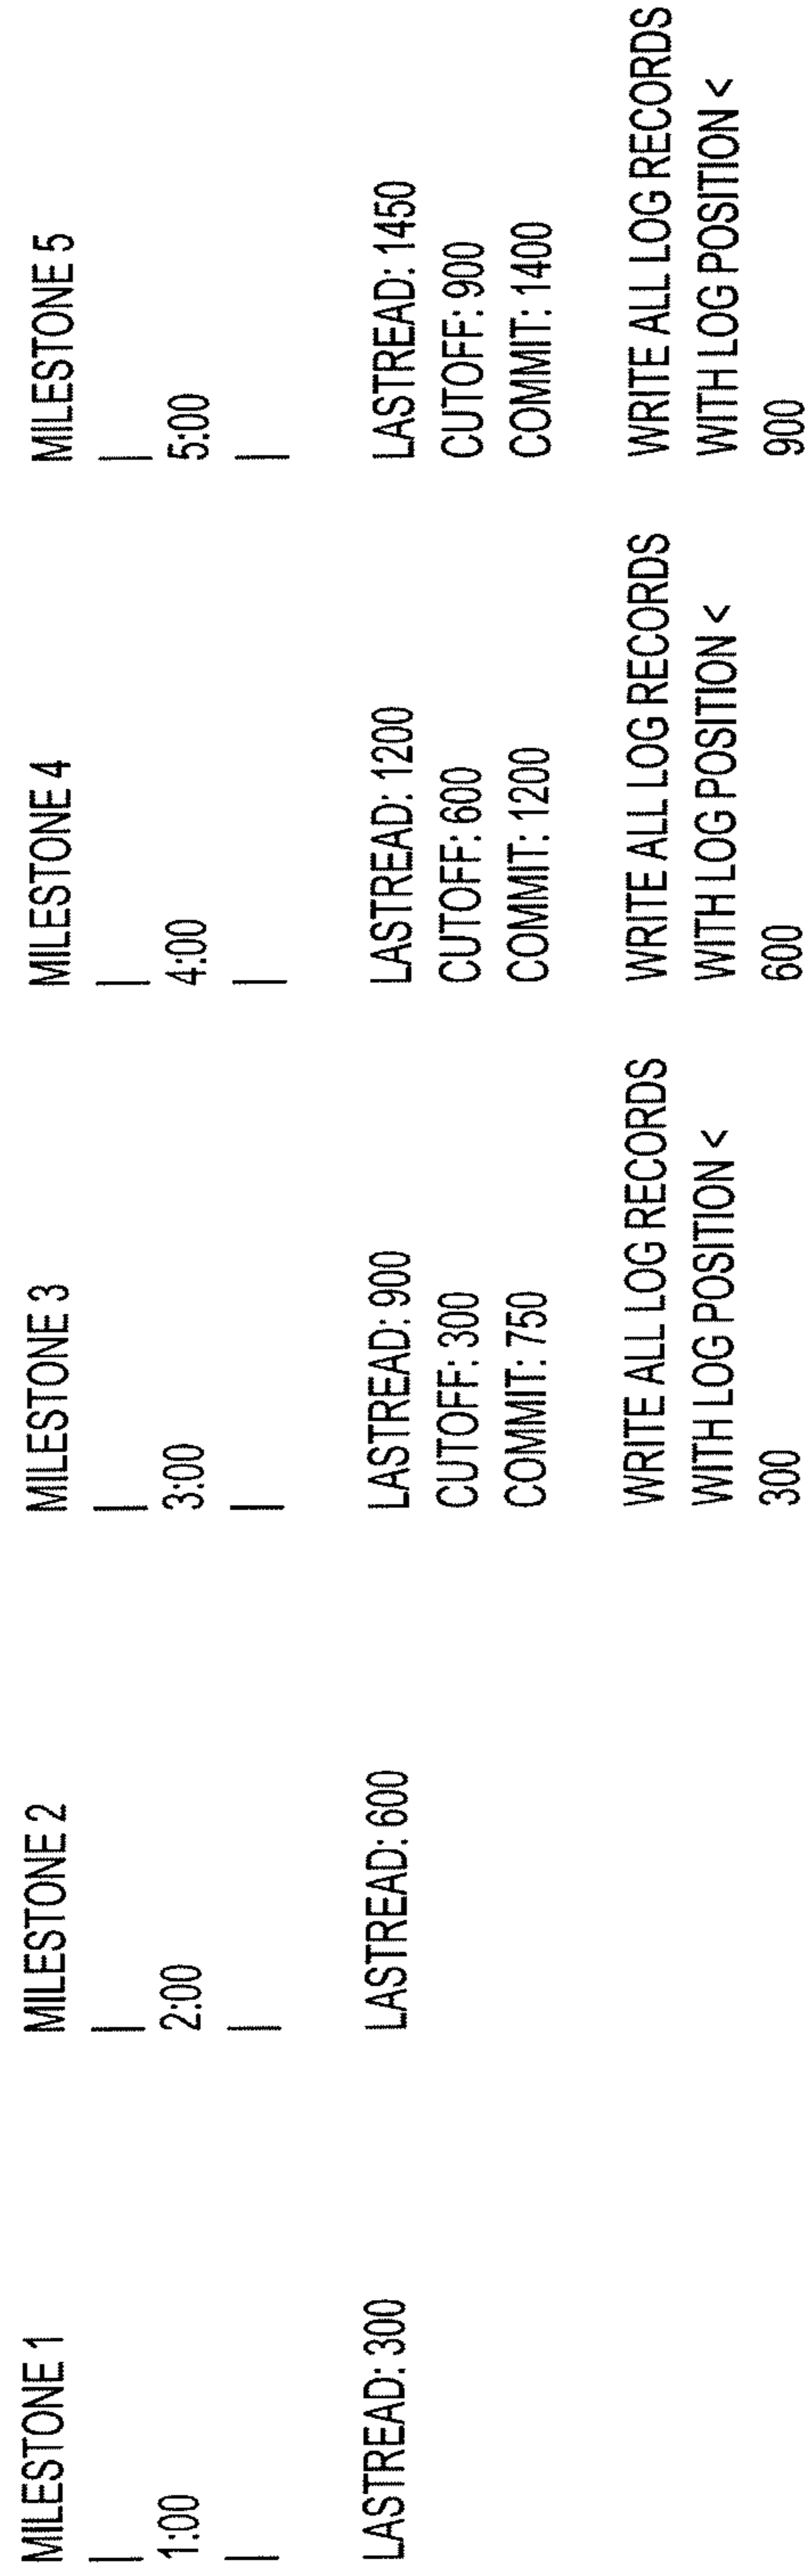 MILESTONE 1
1:00
LASTREAD: 300
MILESTONE 2
2:00
LASTREAD: 600
MILESTONE 3
3:00
LASTREAD: 900
CUTOFF: 300
COMMIT: 750
WRITE ALL LOG RECORDS
WITH LOG POSITION <
300
MILESTONE 4
4:00
LASTREAD: 1200
CUTOFF: 600
COMMIT: 1200
WRITE ALL LOG RECORDS
WITH LOG POSITION <
600
MILESTONE 5
5:00
LASTREAD: 1450
CUTOFF: 900
COMMIT: 1400
WRITE ALL LOG RECORDS
WITH LOG POSITION <
900